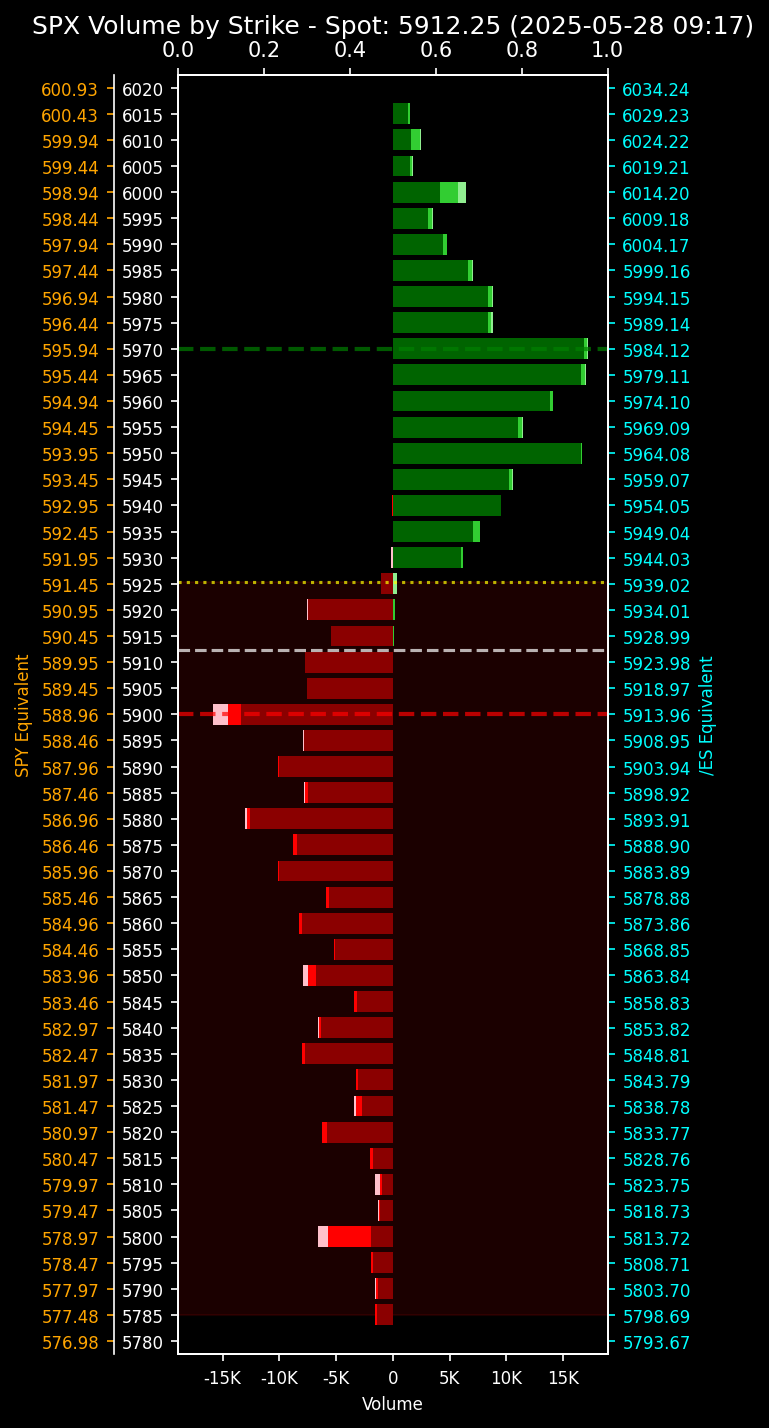 SPX Volume by Strike - Spot: 5912.25 (2025-05-28 09:17)
0.0 0.2 0.4 0.6 0.8 1.0
600.93 6020 6034.24
600.43 6015 6029.23
599.94 6010 6024.22
599.44 6005 6019.21
598.94 6000 6014.20
598.44 5995 6009.18
597.94 5990 6004.17
597.44 5985 5999.16
596.94 5980 5994.15
596.44 5975 5989.14
595.94 5970 5984.12
595.44 5965 5979.11
594.94 5960 5974.10
594.45 5955 5969.09
593.95 5950 5964.08
593.45 5945 5959.07
592.95 5940 5954.05
592.45 5935 5949.04
591.95 5930 5944.03
591.45 5925 5939.02
590.95 5920 5934.01
590.45 5915 5928.99
589.95 5910 5923.98
589.45 5905 5918.97
588.96 5900 5913.96
588.46 5895 5908.95
587.96 5890 5903.94
587.46 5885 5898.92
586.96 5880 5893.91
586.46 5875 5888.90
585.96 5870 5883.89
585.46 5865 5878.88
584.96 5860 5873.86
584.46 5855 5868.85
583.96 5850 5863.84
583.46 5845 5858.83
582.97 5840 5853.82
582.47 5835 5848.81
581.97 5830 5843.79
581.47 5825 5838.78
580.97 5820 5833.77
580.47 5815 5828.76
579.97 5810 5823.75
579.47 5805 5818.73
578.97 5800 5813.72
578.47 5795 5808.71
577.97 5790 5803.70
577.48 5785 5798.69
576.98 5780 5793.67
SPY Equivalent
/ES Equivalent
-15K -10K -5K 0 5K 10K 15K
Volume